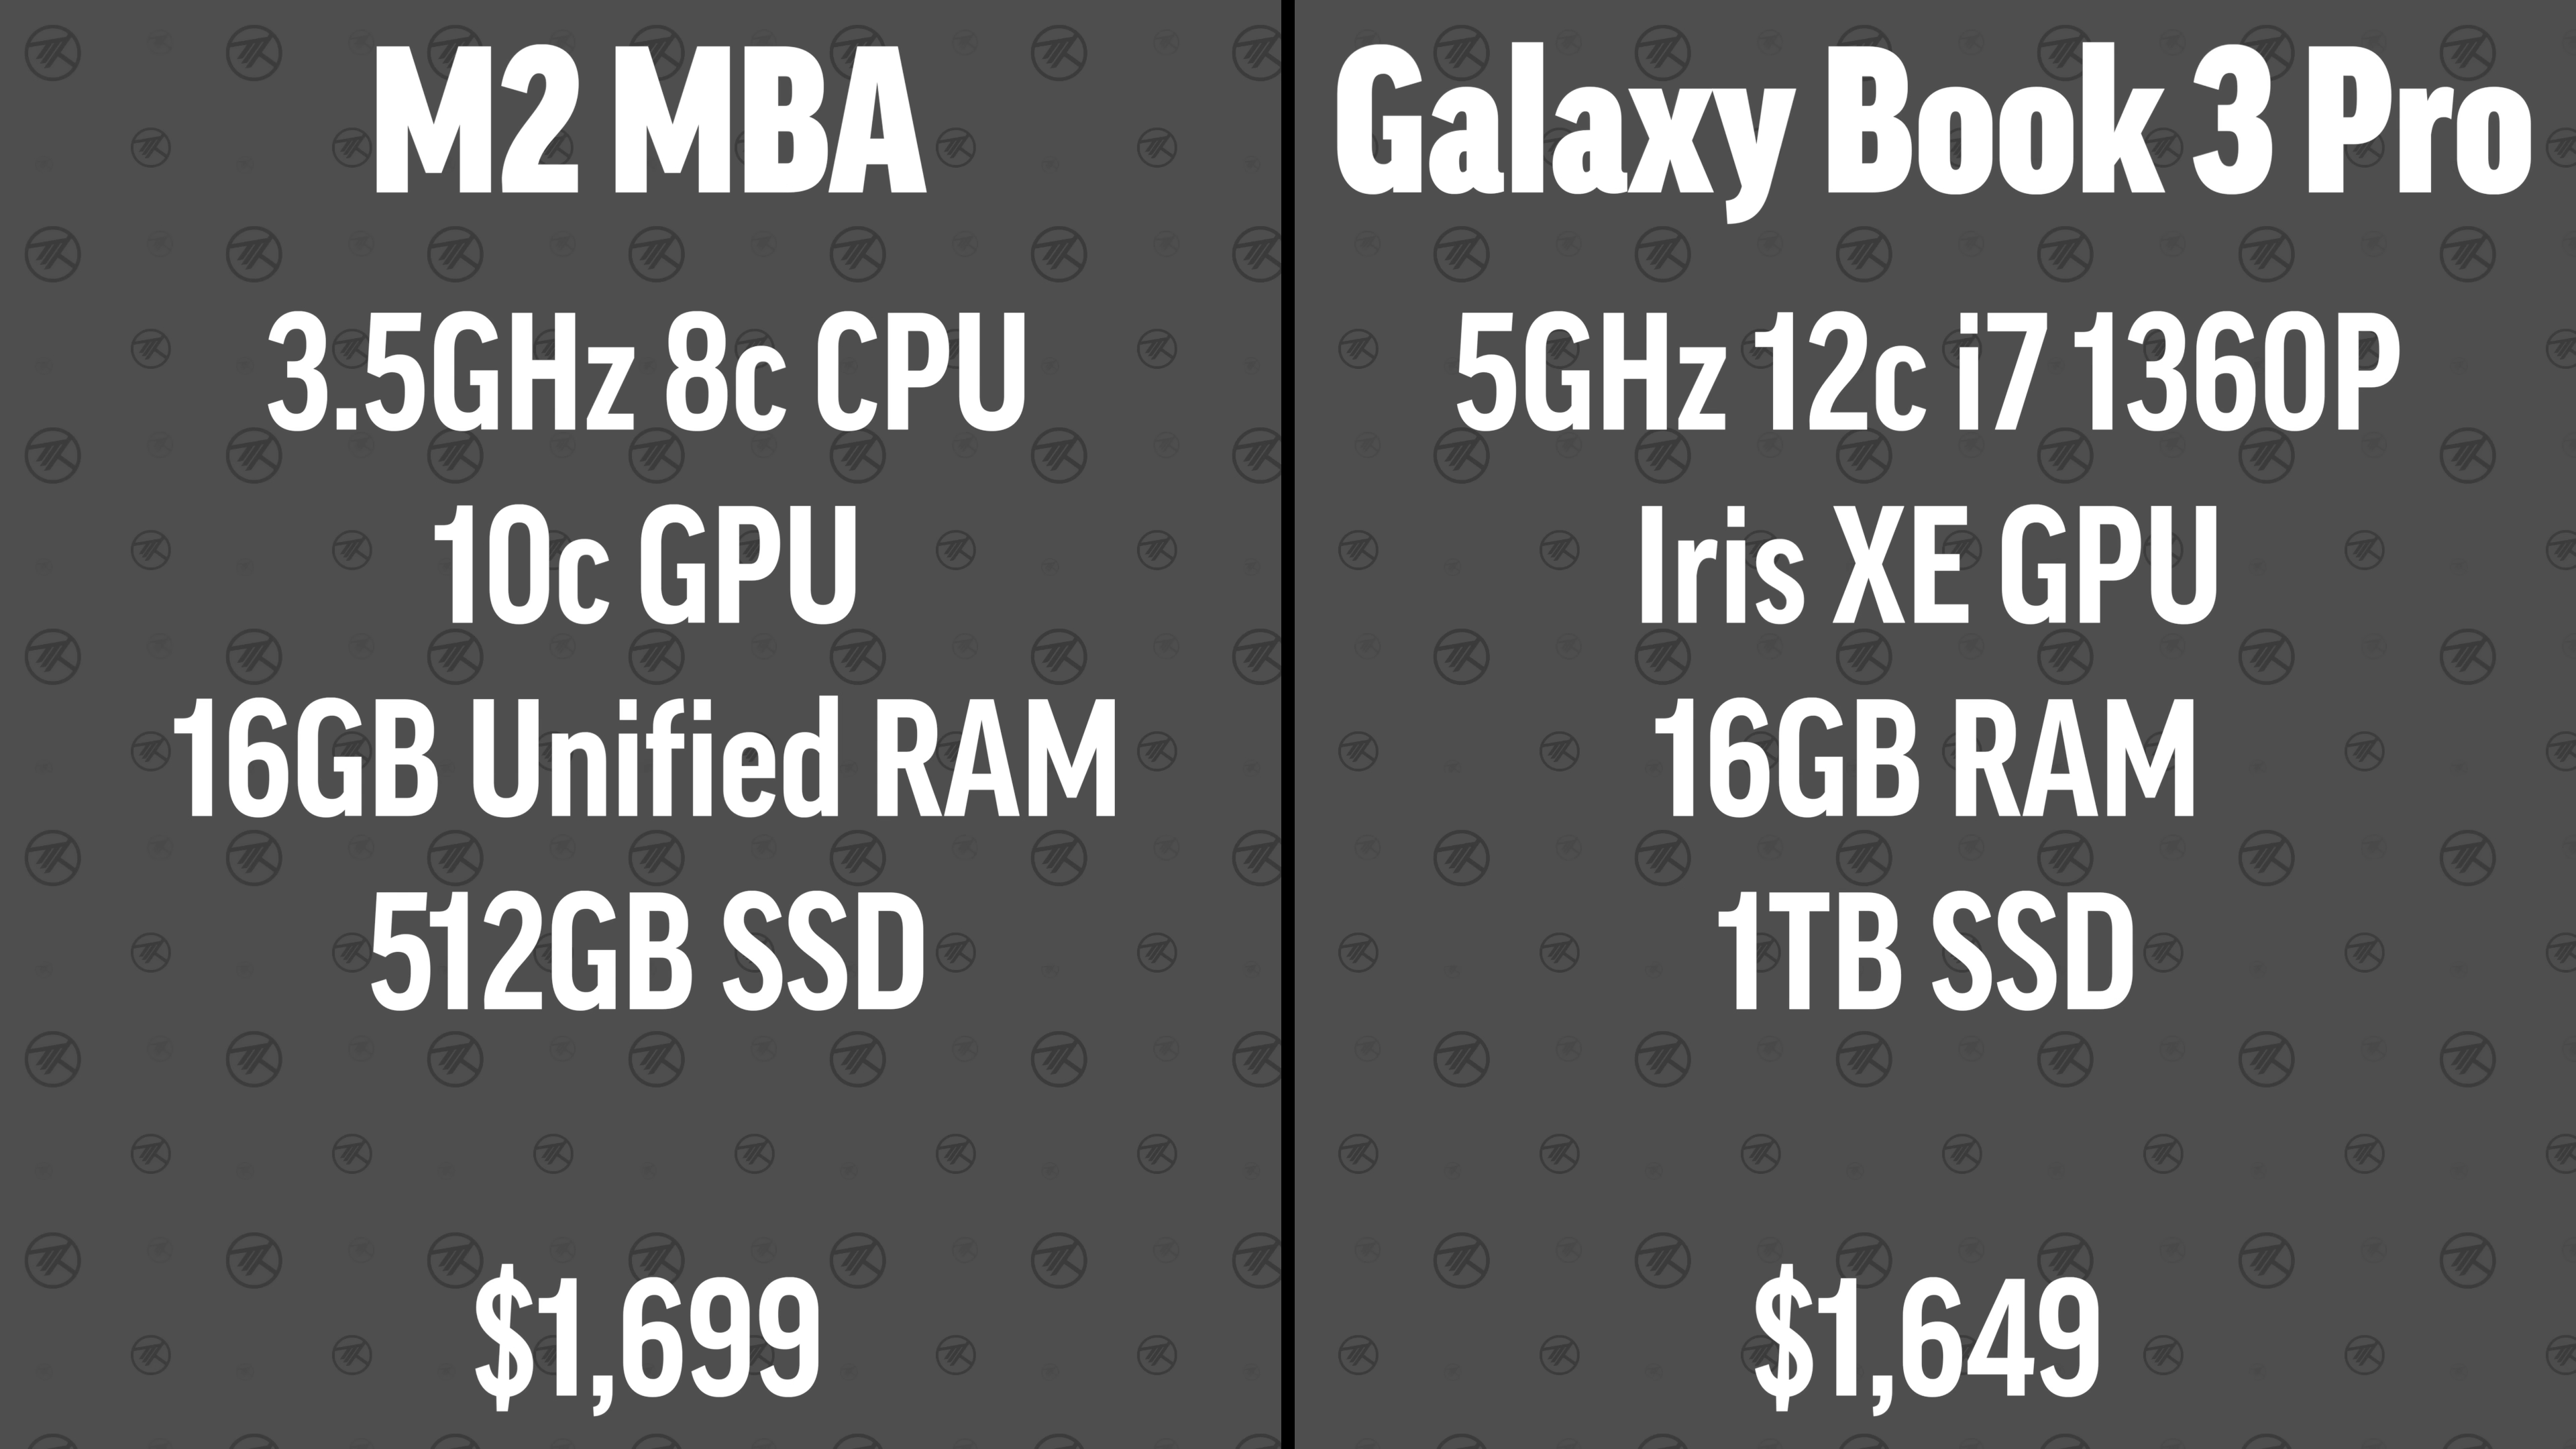 M2 MBA
3.5GHz 8c CPU
10c GPU
16GB Unified RAM
512GB SSD
$1,699
Galaxy Book 3 Pro
5GHz 12c i7 1360P
Iris XE GPU
16GB RAM
1TB SSD
$1,649